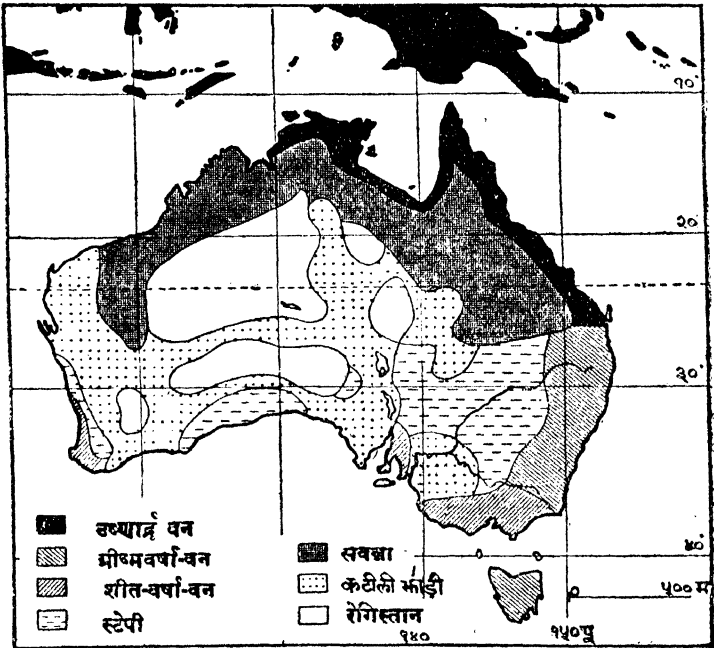 १०°
२०°
३०°
४०°
५०० म
उष्णार्द्र वन
ग्रीष्मवर्षा-वन
शीत-वर्षा-वन
स्टेपी
सवन्ना
कटीली झाड़ी
रेगिस्तान
१४०
१५०पू